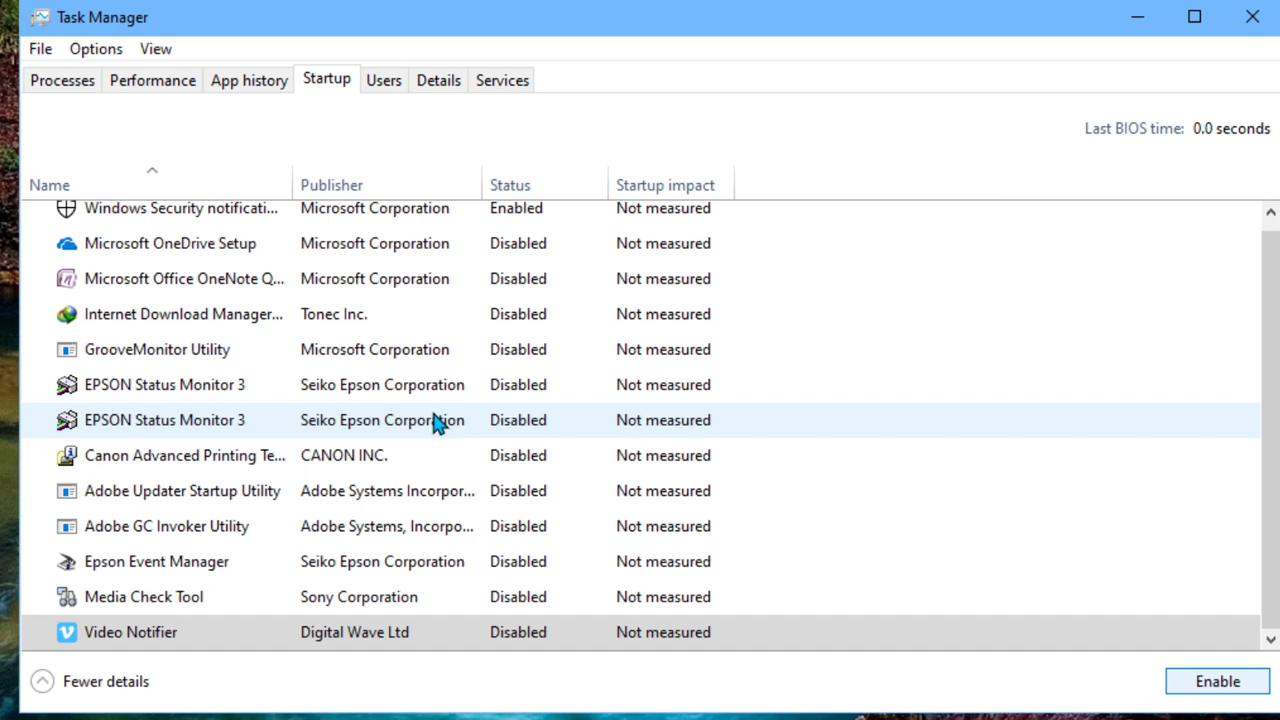 Task Manager
File Options View
Processes Performance App history Startup Users Details Services
Last BIOS time: 0.0 seconds
Name Publisher Status Startup impact
Windows Security notificati... Microsoft Corporation Enabled Not measured
Microsoft OneDrive Setup Microsoft Corporation Disabled Not measured
Microsoft Office OneNote Q... Microsoft Corporation Disabled Not measured
Internet Download Manager... Tonec Inc. Disabled Not measured
GrooveMonitor Utility Microsoft Corporation Disabled Not measured
EPSON Status Monitor 3 Seiko Epson Corporation Disabled Not measured
EPSON Status Monitor 3 Seiko Epson Corporation Disabled Not measured
Canon Advanced Printing Te... CANON INC. Disabled Not measured
Adobe Updater Startup Utility Adobe Systems Incorpor... Disabled Not measured
Adobe GC Invoker Utility Adobe Systems, Incorpo... Disabled Not measured
Epson Event Manager Seiko Epson Corporation Disabled Not measured
Media Check Tool Sony Corporation Disabled Not measured
Video Notifier Digital Wave Ltd Disabled Not measured
Fewer details Enable